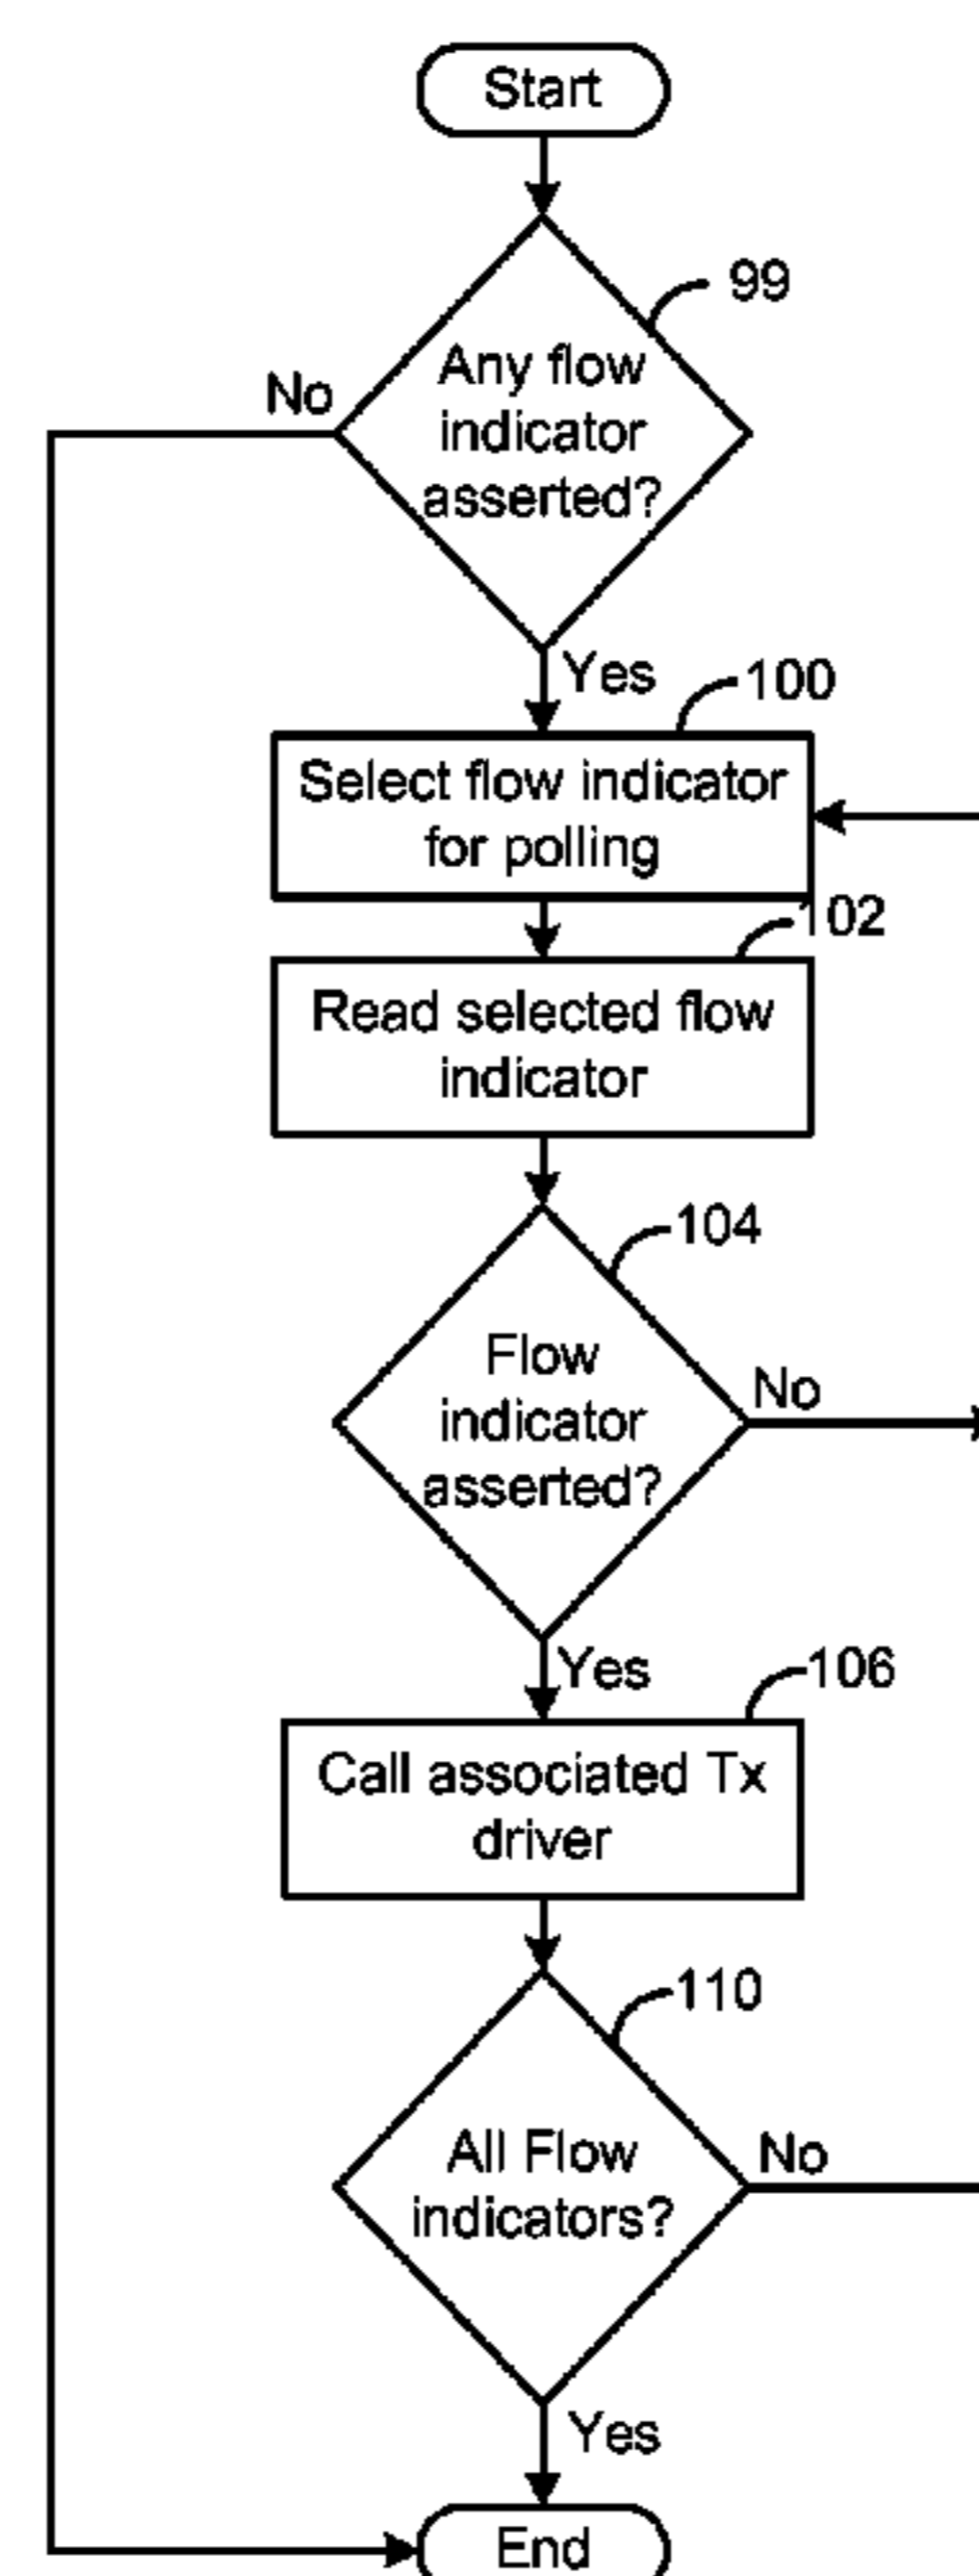 Start
99
Any flow
indicator
asserted?
No
Yes
100
Select flow indicator
for polling
102
Read selected flow
indicator
104
Flow
indicator
asserted?
No
Yes
106
Call associated Tx
driver
110
All Flow
indicators?
No
Yes
End